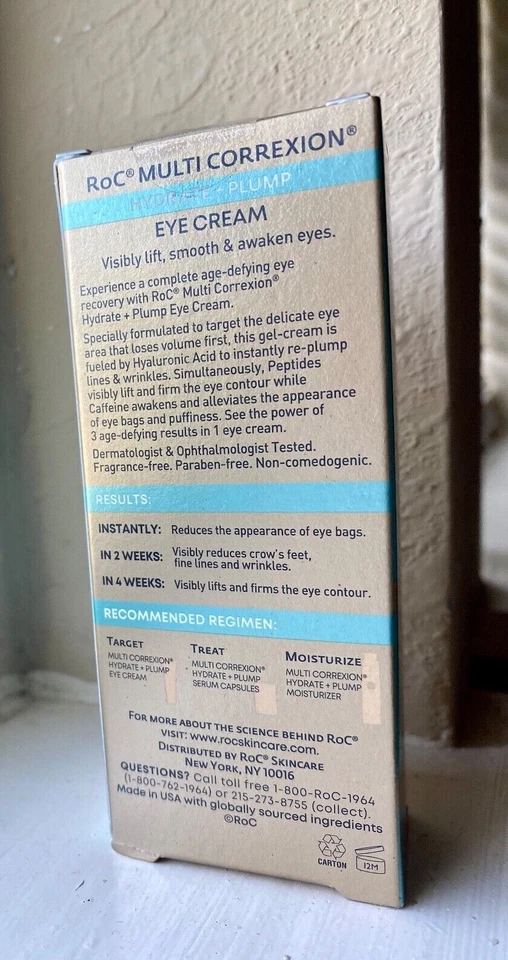 RoC® MULTI CORREXION®
HYDRATE + PLUMP
EYE CREAM
Visibly lift, smooth & awaken eyes.
Experience a complete age-defying eye
recovery with RoC® Multi Correxion®
Hydrate + Plump Eye Cream.
Specially formulated to target the delicate eye
area that loses volume first, this gel-cream is
fueled by Hyaluronic Acid to instantly re-plump
lines & wrinkles. Simultaneously, Peptides
visibly lift and firm the eye contour while
Caffeine awakens and alleviates the appearance
of eye bags and puffiness. See the power of
3 age-defying results in 1 eye cream.
Dermatologist & Ophthalmologist Tested.
Fragrance-free. Paraben-free. Non-comedogenic.
RESULTS:
INSTANTLY: Reduces the appearance of eye bags.
IN 2 WEEKS: Visibly reduces crow's feet,
fine lines and wrinkles.
IN 4 WEEKS: Visibly lifts and firms the eye contour.
RECOMMENDED REGIMEN:
TARGET
MULTI CORREXION®
HYDRATE + PLUMP
EYE CREAM
TREAT
MULTI CORREXION®
HYDRATE + PLUMP
SERUM CAPSULES
MOISTURIZE
MULTI CORREXION®
HYDRATE + PLUMP
MOISTURIZER
FOR MORE ABOUT THE SCIENCE BEHIND RoC®
VISIT: www.rocskincare.com.
DISTRIBUTED BY RoC® SKINCARE
NEW YORK, NY 10016
QUESTIONS? Call toll free 1-800-RoC-1964
(1-800-762-1964) or 215-273-8755 (collect).
Made in USA with globally sourced ingredients
©RoC
CARTON
12M